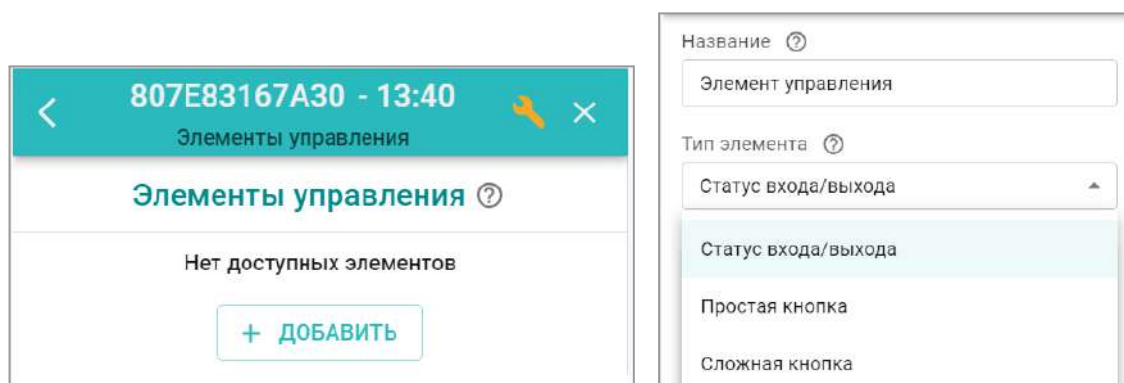 807E83167A30 - 13:40
Элементы управления
Элементы управления
Нет доступных элементов
+ ДОБАВИТЬ
Название
Элемент управления
Тип элемента
Статус входа/выхода
Статус входа/выхода
Простая кнопка
Сложная кнопка